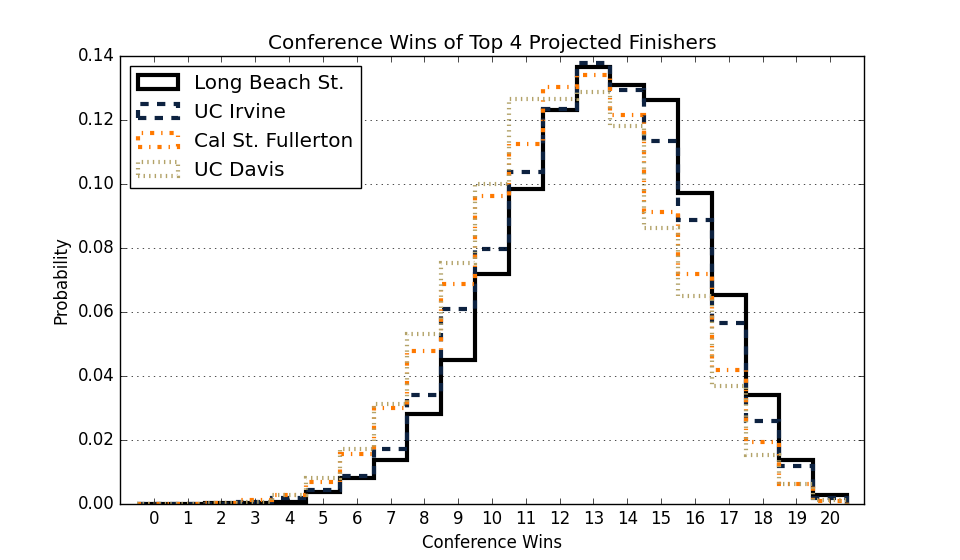 Conference Wins of Top 4 Projected Finishers
Long Beach St.
UC Irvine
Cal St. Fullerton
UC Davis
Probability
0.14
0.12
0.10
0.08
0.06
0.04
0.02
0.00
0 1 2 3 4 5 6 7 8 9 10 11 12 13 14 15 16 17 18 19 20
Conference Wins